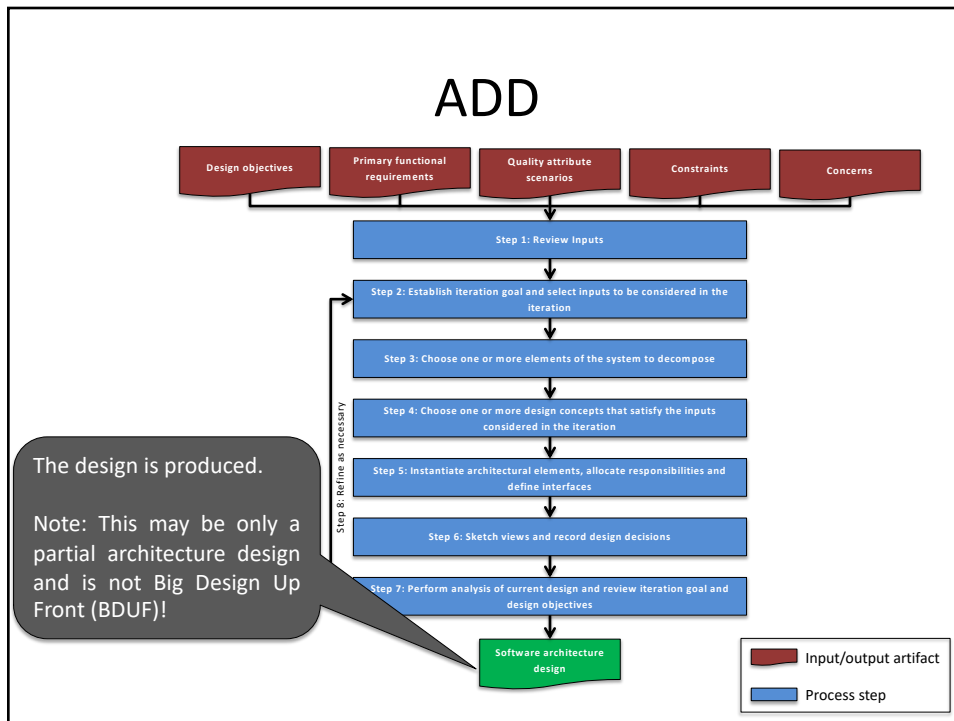 ADD
Design objectives
Primary functional
requirements
Quality attribute
scenarios
Constraints
Concerns
Step 1: Review Inputs
Step 2: Establish iteration goal and select inputs to be considered in the
iteration
Step 3: Choose one or more elements of the system to decompose
Step 4: Choose one or more design concepts that satisfy the inputs
considered in the iteration
Step 5: Instantiate architectural elements, allocate responsibilities and
define interfaces
Step 6: Sketch views and record design decisions
Step 7: Perform analysis of current design and review iteration goal and
design objectives
Step 8: Refine as necessary
The design is produced.
Note: This may be only a
partial architecture design
and is not Big Design Up
Front (BDUF)!
Software architecture
design
Input/output artifact
Process step